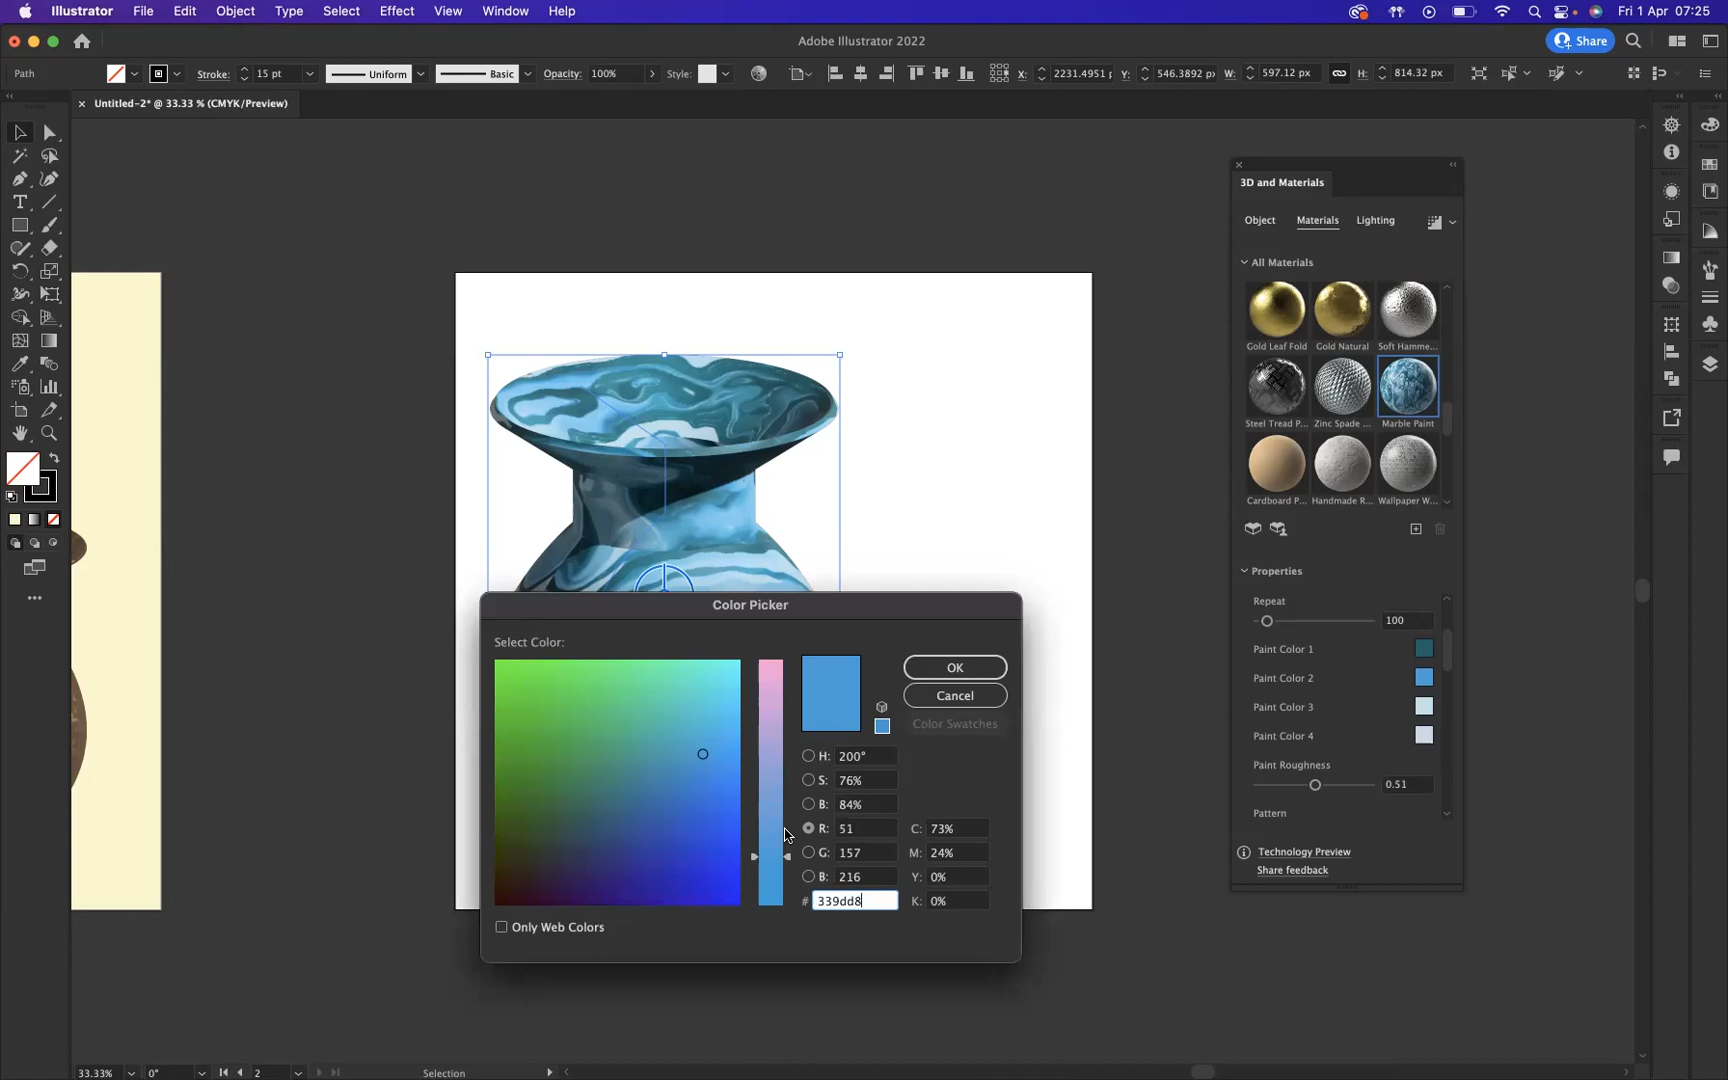 Illustrator File Edit Object Type Select Effect View Window Help Fri 1 Apr 07:25
Adobe Illustrator 2022 Share
Path Stroke: 15 pt Uniform Basic Opacity: 100% Style: X: 2231.4951 p Y: 546.3892 p W: 597.12 px H: 814.32 px
Untitled-2* @ 33.33 % (CMYK/Preview)
3D and Materials
Object Materials Lighting
All Materials
Gold Leaf Fold Gold Natural Soft Hamme...
Steel Tread P... Zinc Spade ... Marble Paint
Cardboard P... Handmade R... Wallpaper W...
Properties
Repeat
100
Paint Color 1
Paint Color 2
Paint Color 3
Paint Color 4
Paint Roughness
0.51
Pattern
Technology Preview
Share feedback
Color Picker
Select Color:
OK
Cancel
Color Swatches
H: 200°
S: 76%
B: 84%
R: 51 C: 73%
G: 157 M: 24%
B: 216 Y: 0%
# 339dd8 K: 0%
Only Web Colors
33.33% 0° 2 Selection